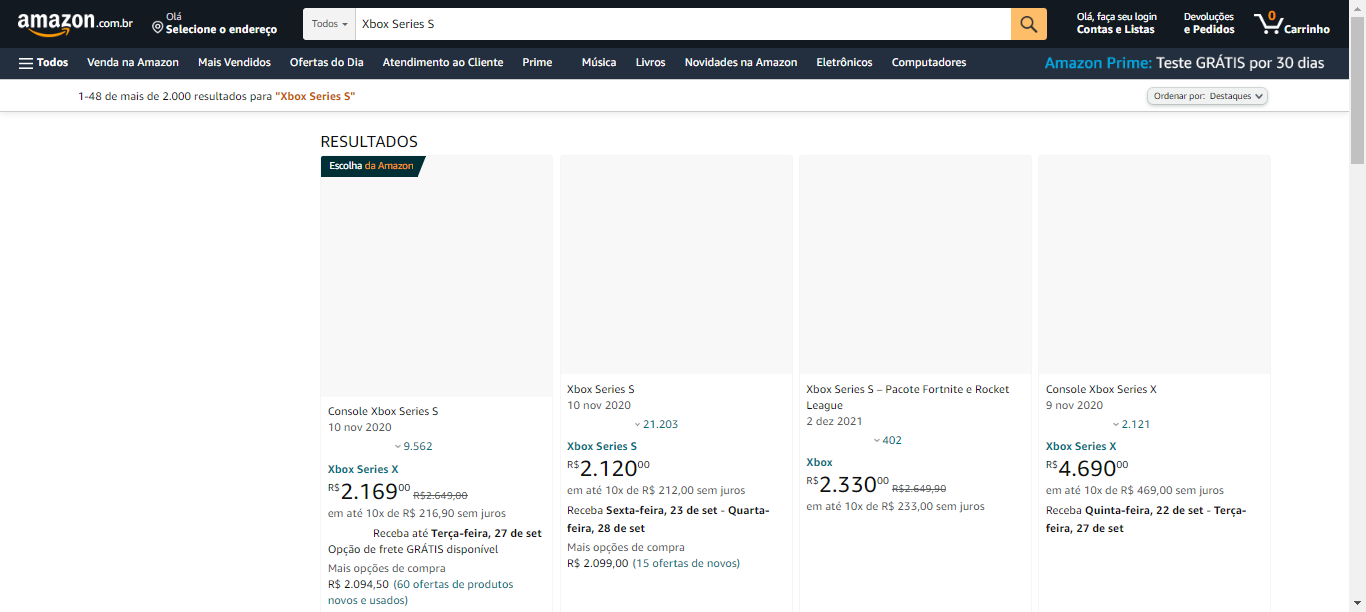 amazon.com.br
Olá
Selecione o endereço
Todos
Xbox Series S
Olá, faça seu login
Contas e Listas
Devoluções
e Pedidos
0
Carrinho
Todos
Venda na Amazon
Mais Vendidos
Ofertas do Dia
Atendimento ao Cliente
Prime
Música
Livros
Novidades na Amazon
Eletrônicos
Computadores
Amazon Prime: Teste GRÁTIS por 30 dias
1-48 de mais de 2.000 resultados para "Xbox Series S"
Ordenar por: Destaques
RESULTADOS
Escolha da Amazon
Console Xbox Series S
10 nov 2020
9.562
Xbox Series X
R$2.16900 R$2.649,00
em até 10x de R$ 216,90 sem juros
Receba até Terça-feira, 27 de set
Opção de frete GRÁTIS disponível
Mais opções de compra
R$ 2.094,50 (60 ofertas de produtos
novos e usados)
Xbox Series S
10 nov 2020
21.203
Xbox Series S
R$2.12000
em até 10x de R$ 212,00 sem juros
Receba Sexta-feira, 23 de set - Quarta-
feira, 28 de set
Mais opções de compra
R$ 2.099,00 (15 ofertas de novos)
Xbox Series S – Pacote Fortnite e Rocket
League
2 dez 2021
402
Xbox
R$2.33000 R$2.649,90
em até 10x de R$ 233,00 sem juros
Console Xbox Series X
9 nov 2020
2.121
Xbox Series X
R$4.69000
em até 10x de R$ 469,00 sem juros
Receba Quinta-feira, 22 de set - Terça-
feira, 27 de set